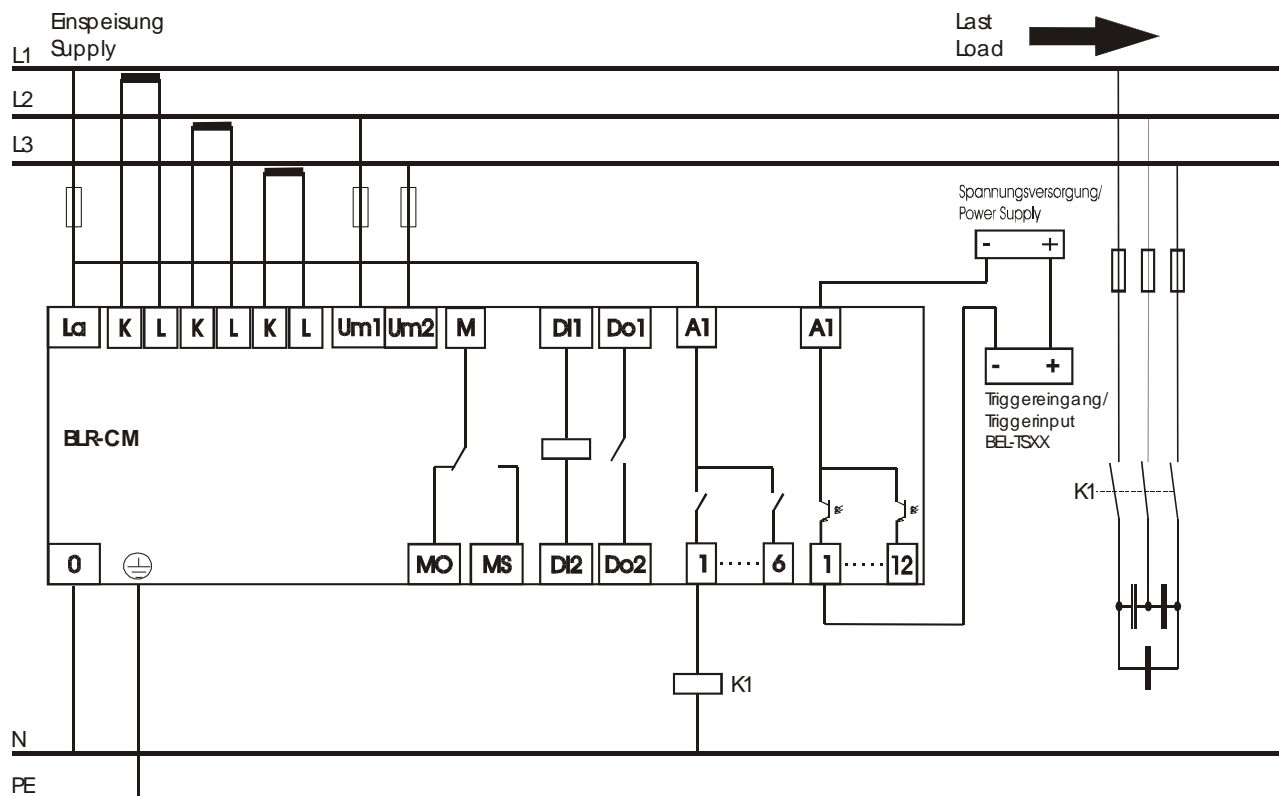 Einspeisung
Supply
Last
Load
L1
L2
L3
Spannungsversorgung/
Power Supply
- +
La K L K L K L Um1 Um2 M DI1 Do1 A1 A1
- +
Triggereingang/
Triggerinput
BEL-TSXX
BLR-CM
K1
0 MO MS DI2 Do2 1 ...... 6 1 ...... 12
K1
N
PE